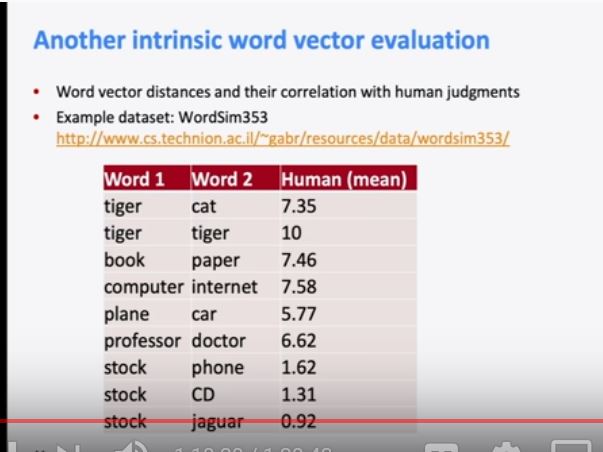 Another intrinsic word vector evaluation
• Word vector distances and their correlation with human judgments
• Example dataset: WordSim353
http://www.cs.technion.ac.il/~gabr/resources/data/wordsim353/
Word 1 Word 2 Human (mean)
tiger cat 7.35
tiger tiger 10
book paper 7.46
computer internet 7.58
plane car 5.77
professor doctor 6.62
stock phone 1.62
stock CD 1.31
stock jaguar 0.92